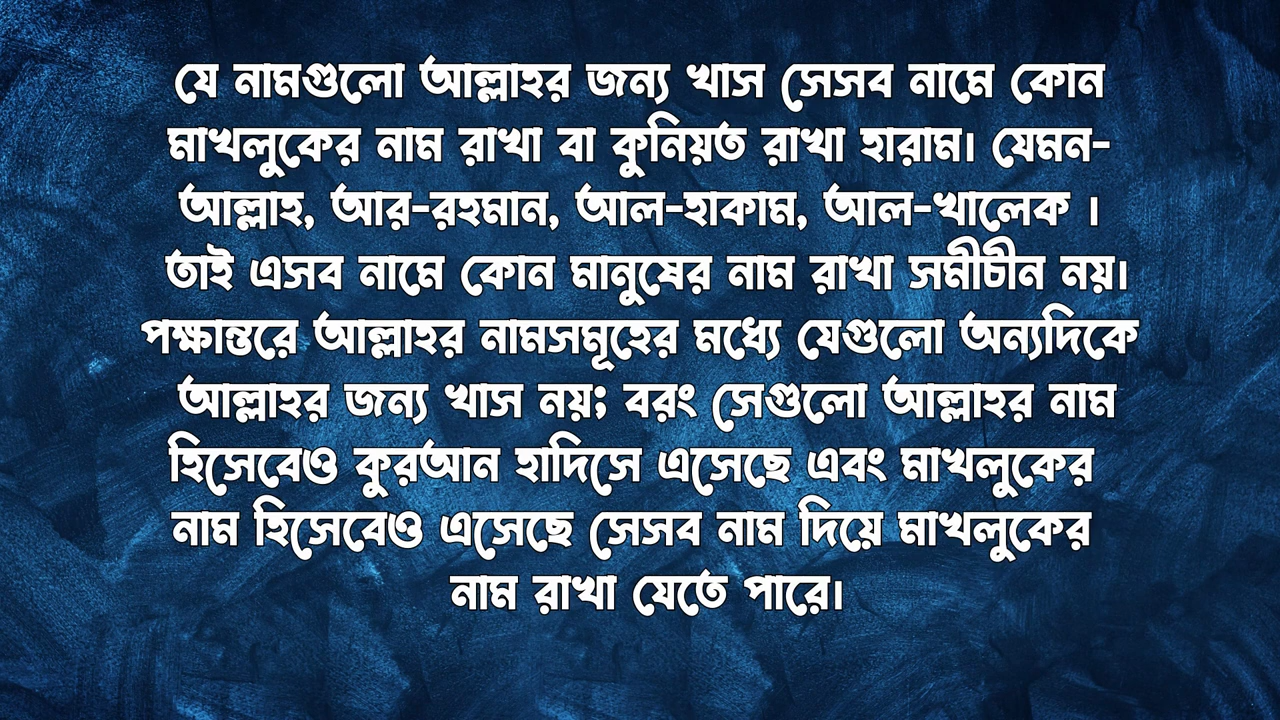 যে নামগুলো আল্লাহর জন্য খাস সেসব নামে কোন
মাখলুকের নাম রাখা বা কুনিয়ত রাখা হারাম। যেমন-
আল্লাহ, আর-রহমান, আল-হাকাম, আল-খালেক ।
তাই এসব নামে কোন মানুষের নাম রাখা সমীচীন নয়।
পক্ষান্তরে আল্লাহর নামসমূহের মধ্যে যেগুলো অন্যদিকে
আল্লাহর জন্য খাস নয়; বরং সেগুলো আল্লাহর নাম
হিসেবেও কুরআন হাদিসে এসেছে এবং মাখলুকের
নাম হিসেবেও এসেছে সেসব নাম দিয়ে মাখলুকের
নাম রাখা যেতে পারে।